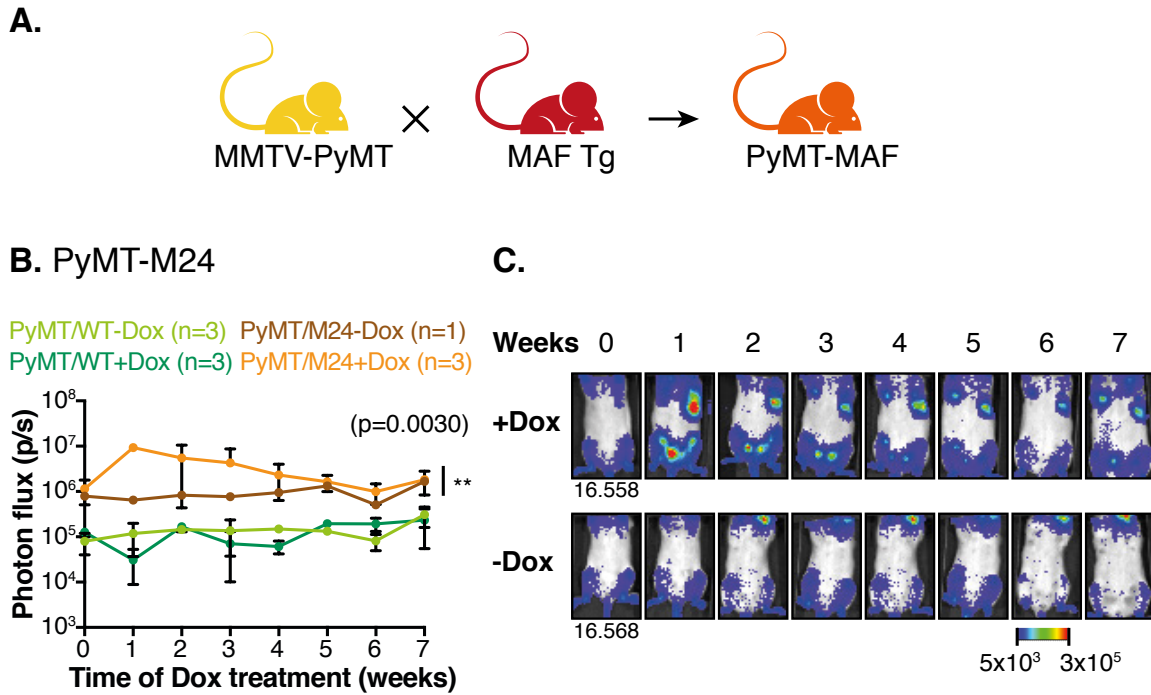 A.
MMTV-PyMT
MAF Tg
PyMT-MAF
B. PyMT-M24
PyMT/WT-Dox (n=3) PyMT/M24-Dox (n=1)
PyMT/WT+Dox (n=3) PyMT/M24+Dox (n=3)
Photon flux (p/s)
10⁸
10⁷
10⁶
10⁵
10⁴
10³
(p=0.0030)
**
0 1 2 3 4 5 6 7
Time of Dox treatment (weeks)
C.
Weeks 0 1 2 3 4 5 6 7
+Dox
16.558
-Dox
16.568
5x10³ 3x10⁵